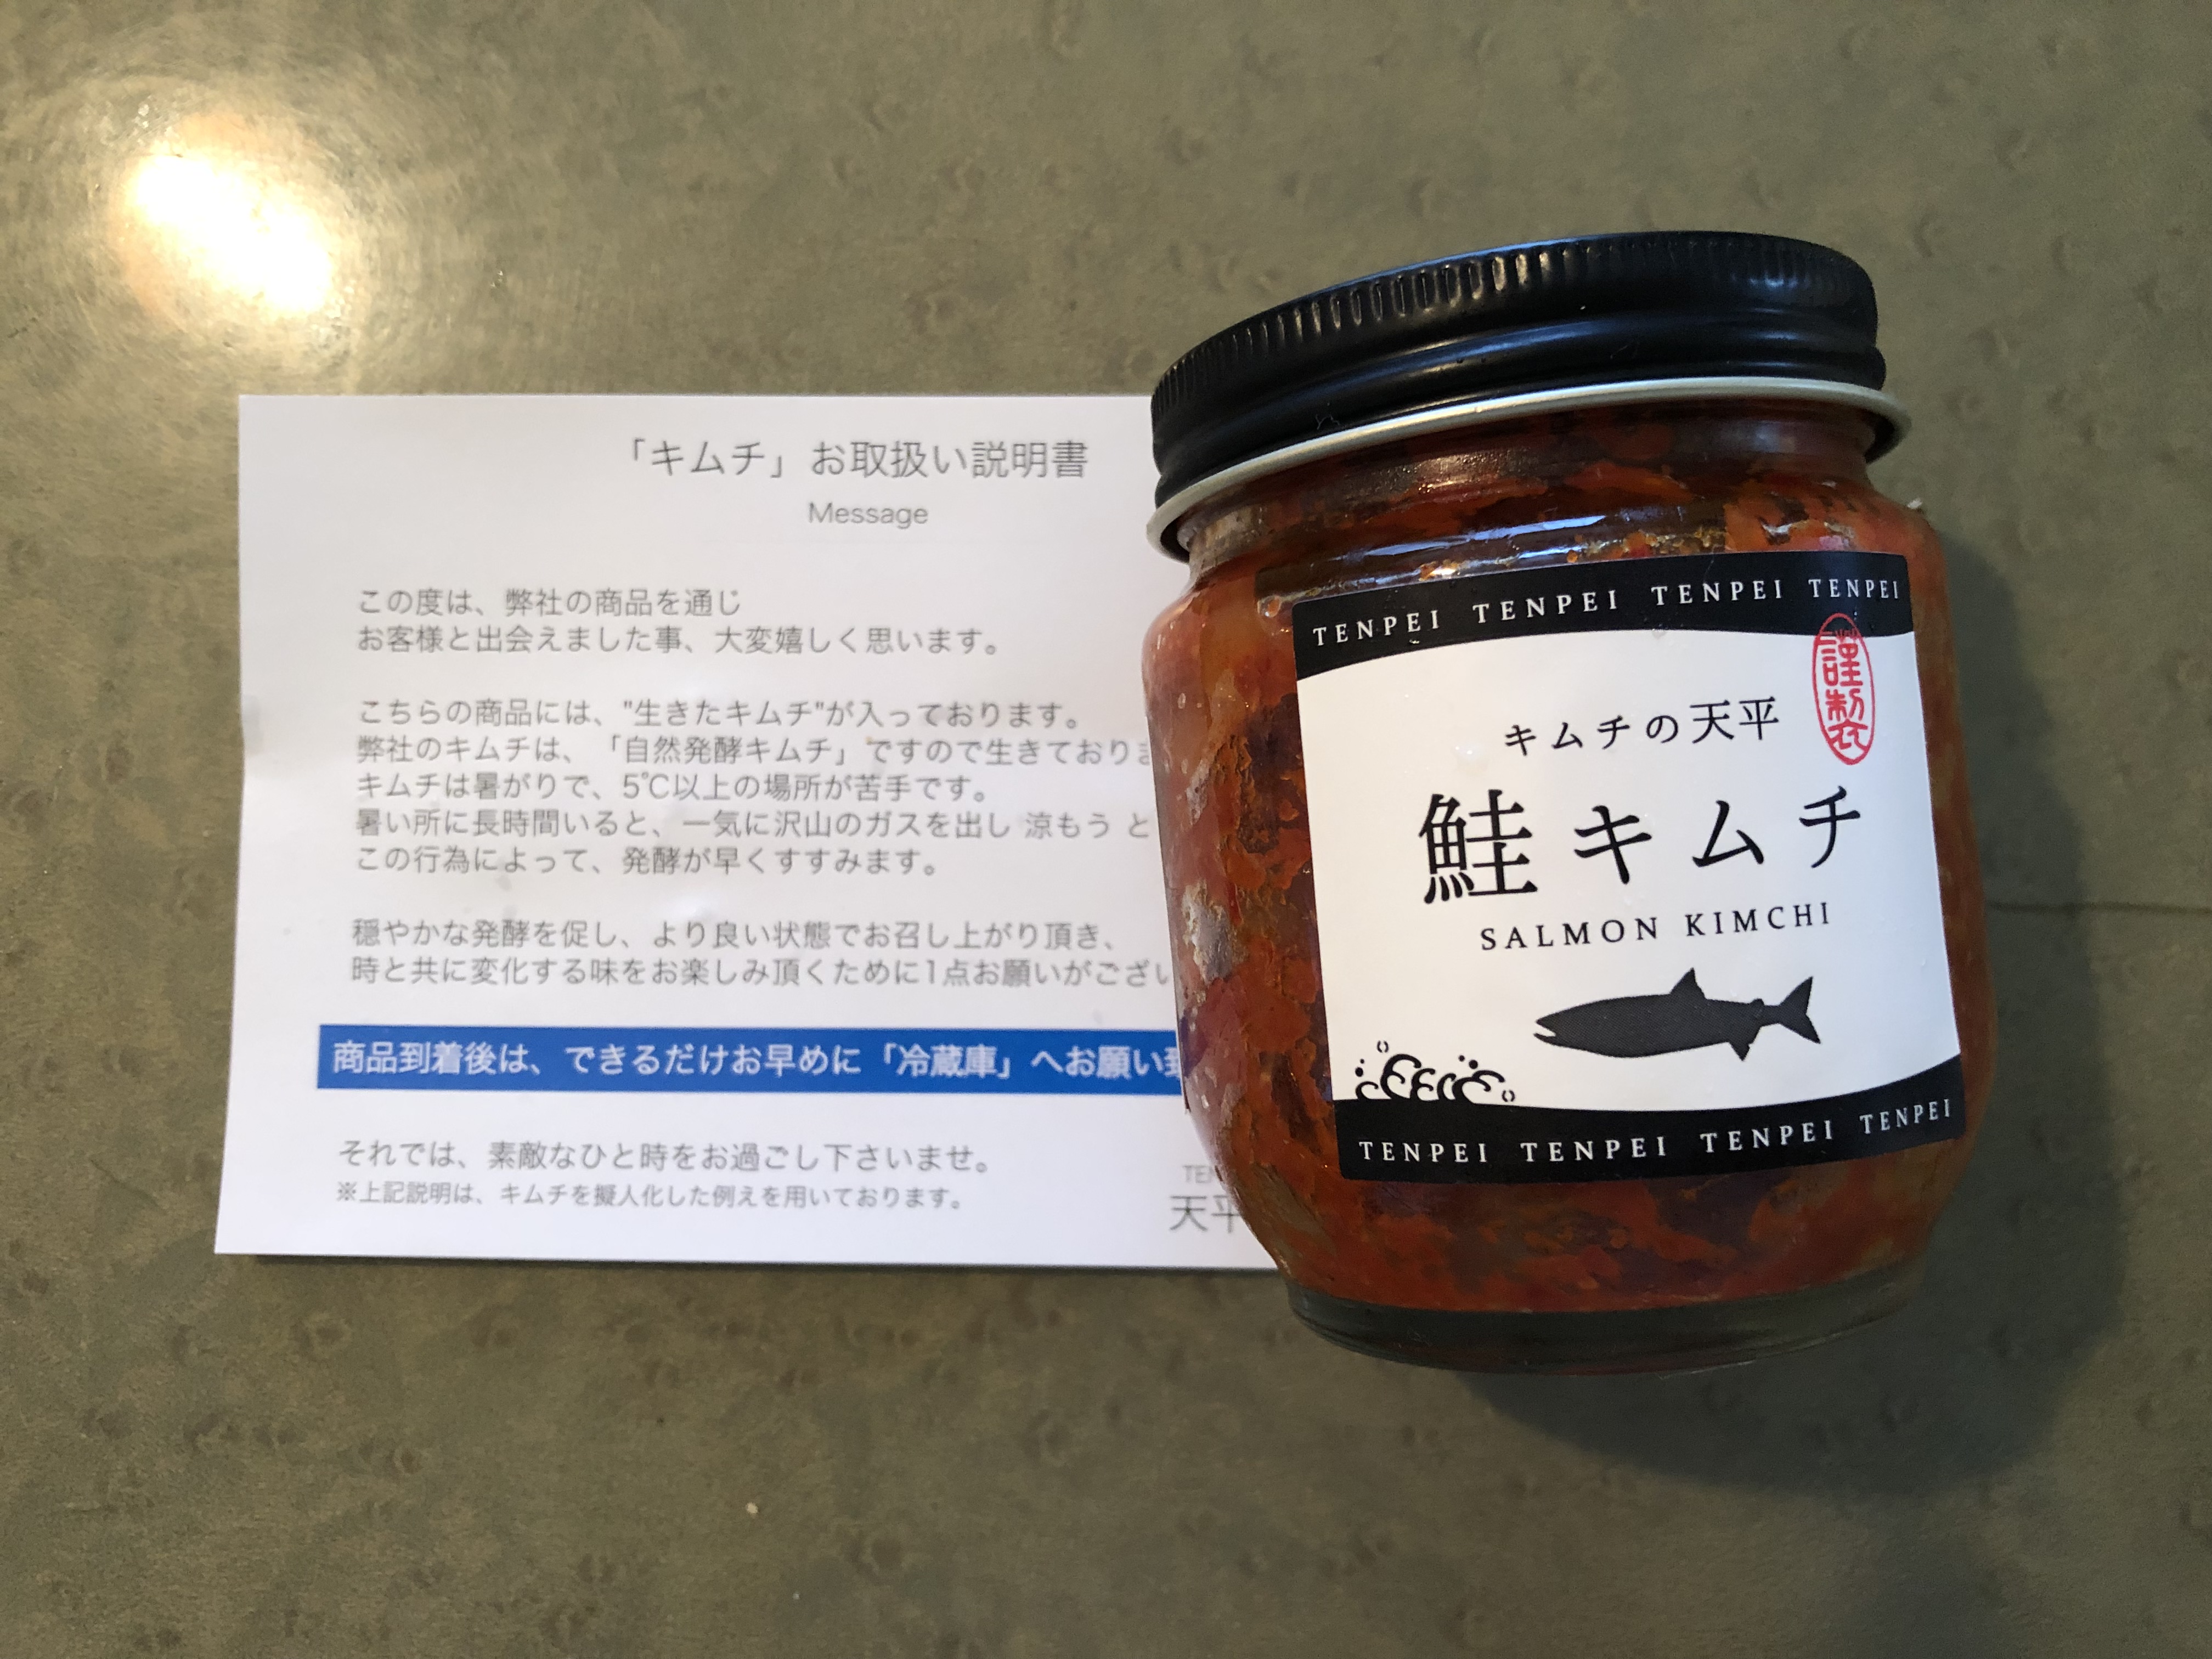 「キムチ」お取扱い説明書
Message
この度は、弊社の商品を通じ
お客様と出会えました事、大変嬉しく思います。
こちらの商品には、"生きたキムチ"が入っております。
弊社のキムチは、「自然発酵キムチ」ですので生きており
キムチは暑がりで、5℃以上の場所が苦手です。
暑い所に長時間いると、一気に沢山のガスを出し 涼もう と
この行為によって、発酵が早くすすみます。
穏やかな発酵を促し、より良い状態でお召し上がり頂き、
時と共に変化する味をお楽しみ頂くために1点お願いがござい
商品到着後は、できるだけお早めに「冷蔵庫」へお願い
それでは、素敵なひと時をお過ごし下さいませ。
※上記説明は、キムチを擬人化した例えを用いております。
天平
TENPEI TENPEI TENPEI TENPEI
謹製
キムチの天平
鮭キムチ
SALMON KIMCHI
TENPEI TENPEI TENPEI TENPEI